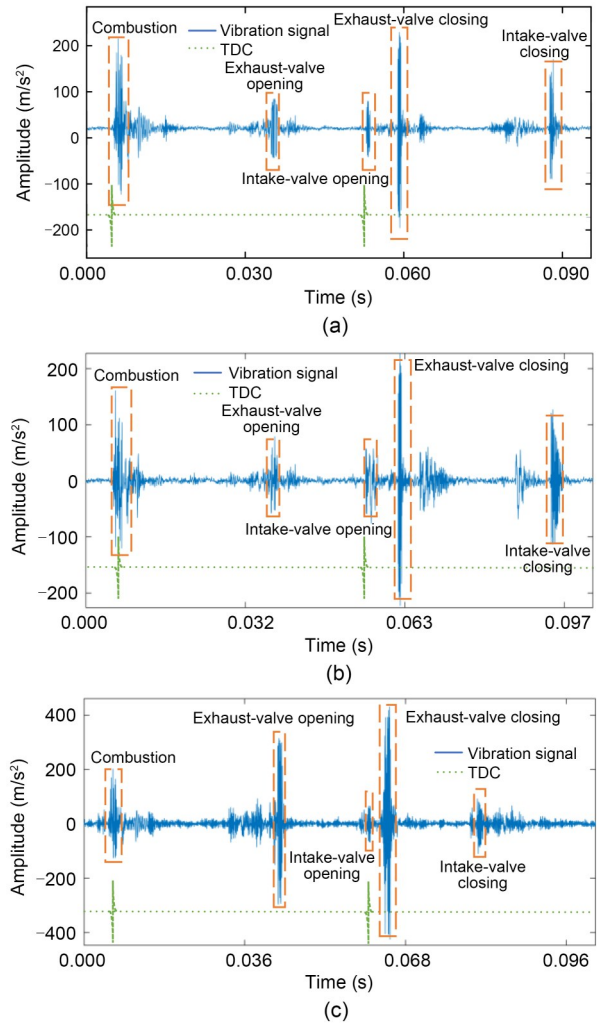 Combustion
Vibration signal
TDC
Exhaust-valve closing
Exhaust-valve
opening
Intake-valve
closing
Intake-valve opening
Amplitude (m/s²)
200
100
0
−100
−200
0.000
0.030
0.060
0.090
Time (s)
(a)
Combustion
Vibration signal
TDC
Exhaust-valve closing
Exhaust-valve
opening
Intake-valve opening
Intake-valve
closing
Amplitude (m/s²)
200
100
0
−100
−200
0.000
0.032
0.063
0.097
Time (s)
(b)
Exhaust-valve opening
Exhaust-valve closing
Combustion
Vibration signal
TDC
Intake-valve
opening
Intake-valve
closing
Amplitude (m/s²)
400
200
0
−200
−400
0.000
0.036
0.068
0.096
Time (s)
(c)